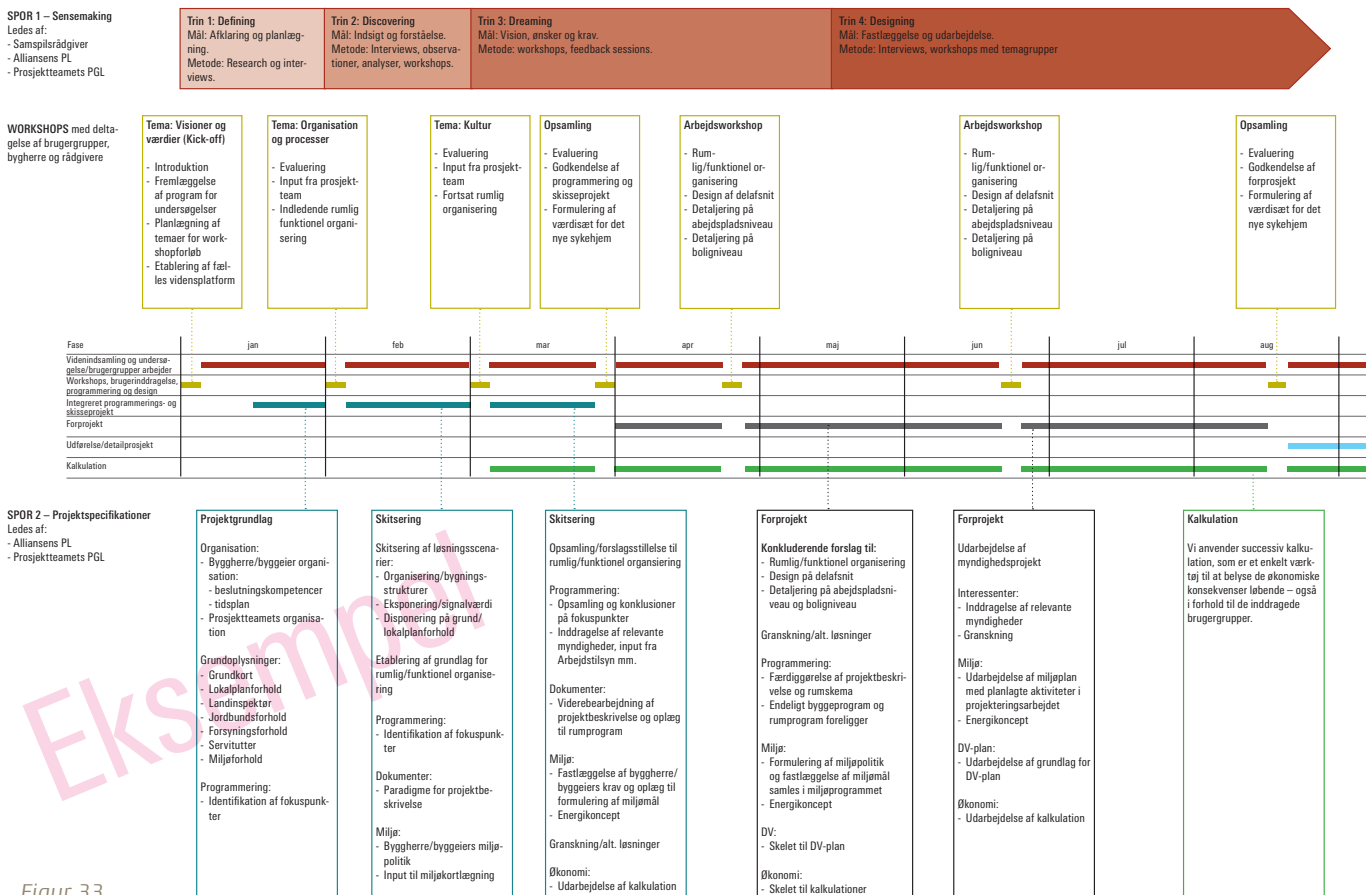 SPOR 1 – Sensemaking
Ledes af:
- Samspilsrådgiver
- Alliansens PL
- Prosjektteamets PGL
Trin 1: Defining
Mål: Afklaring og planlæg-
ning.
Metode: Research og inter-
views.
Trin 2: Discovering
Mål: Indsigt og forståelse.
Metode: Interviews, observa-
tioner, analyser, workshops.
Trin 3: Dreaming
Mål: Vision, ønsker og krav.
Metode: workshops, feedback sessions.
Trin 4: Designing
Mål: Fastlæggelse og udarbejdelse.
Metode: Interviews, workshops med temagrupper
WORKSHOPS med delta-
gelse af brugergrupper,
bygherre og rådgivere
Tema: Visioner og
værdier (Kick-off)
- Introduktion
- Fremlæggelse
af program for
undersøgelser
- Planlægning af
temaer for work-
shopforløb
- Etablering af fæl-
les vidensplatform
Tema: Organisation
og processer
- Evaluering
- Input fra prosjekt-
team
- Indledende rumlig
funktionel organi-
sering
Tema: Kultur
- Evaluering
- Input fra prosjekt-
team
- Fortsat rumlig
organisering
Opsamling
- Evaluering
- Godkendelse af
programmering og
skisseprojekt
- Formulering af
værdisæt for det
nye sykehjem
Arbejdsworkshop
- Rum-
lig/funktionel or-
ganisering
- Design af delafsnit
- Detaljering på
abejdspladsniveau
- Detaljering på
boligniveau
Arbejdsworkshop
- Rum-
lig/funktionel or-
ganisering
- Design af delafsnit
- Detaljering på
abejdspladsniveau
- Detaljering på
boligniveau
Opsamling
- Evaluering
- Godkendelse af
forprosjekt
- Formulering af
værdisæt for det
nye sykehjem
Fase jan feb mar apr maj jun jul aug
Videnindsamling og undersø-
gelse/brugergrupper arbejder
Workshops, brugerinddragelse,
programmering og design
Integreret programmerings- og
skisseprojekt
Forprojekt
Udførelse/detailprosjekt
Kalkulation
SPOR 2 – Projektspecifikationer
Ledes af:
- Alliansens PL
- Prosjektteamets PGL
Projektgrundlag
Organisation:
- Byggherre/byggeier organi-
sation:
- beslutningskompetencer
- tidsplan
- Prosjektteamets organisa-
tion
Grundoplysninger:
- Grundkort
- Lokalplanforhold
- Landinspektør
- Jordbundsforhold
- Forsyningsforhold
- Servitutter
- Miljøforhold
Programmering:
- Identifikation af fokuspunk-
ter
Skitsering
Skitsering af løsningsscena-
rier:
- Organisering/bygnings-
strukturer
- Eksponering/signalværdi
- Disponering på grund/
lokalplanforhold
Etablering af grundlag for
rumlig/funktionel organise-
ring
Programmering:
- Identifikation af fokuspunk-
ter
Dokumenter:
- Paradigme for projektbe-
skrivelse
Miljø:
- Byggherre/byggeiers miljø-
politik
- Input til miljøkortlægning
Skitsering
Opsamling/forslagsstillelse til
rumlig/funktionel organsiering
Programmering:
- Opsamling og konklusioner
på fokuspunkter
- Inddragelse af relevante
myndigheder, input fra
Arbejdstilsyn mm.
Dokumenter:
- Viderebearbejdning af
projektbeskrivelse og oplæg
til rumprogram
Miljø:
- Fastlæggelse af byggherre/
byggeiers krav og oplæg til
formulering af miljømål
- Energikoncept
Granskning/alt. løsninger
Økonomi:
- Udarbejdelse af kalkulation
Forprojekt
Konkluderende forslag til:
- Rumlig/funktionel organisering
- Design på delafsnit
- Detaljering på abejdspladsni-
veau og boligniveau
Granskning/alt. løsninger
Programmering:
- Færdiggørelse af projektbeskri-
velse og rumskema
- Endeligt byggeprogram og
rumprogram foreligger
Miljø:
- Formulering af miljøpolitik
og fastlæggelse af miljømål
samles i miljøprogrammet
- Energikoncept
DV:
- Skelet til DV-plan
Økonomi:
- Skelet til kalkulationer
Forprojekt
Udarbejdelse af
myndighedsprojekt
Interessenter:
- Inddragelse af relevante
myndigheder
- Granskning
Miljø:
- Udarbejdelse af miljøplan
med planlagte aktiviteter i
projekteringsarbejdet
- Energikoncept
DV-plan:
- Udarbejdelse af grundlag for
DV-plan
Økonomi:
- Udarbejdelse af kalkulation
Kalkulation
Vi anvender successiv kalku-
lation, som er et enkelt værk-
tøj til at belyse de økonomiske
konsekvenser løbende – også
i forhold til de inddragede
brugergrupper.
Eksempel
Figur 33